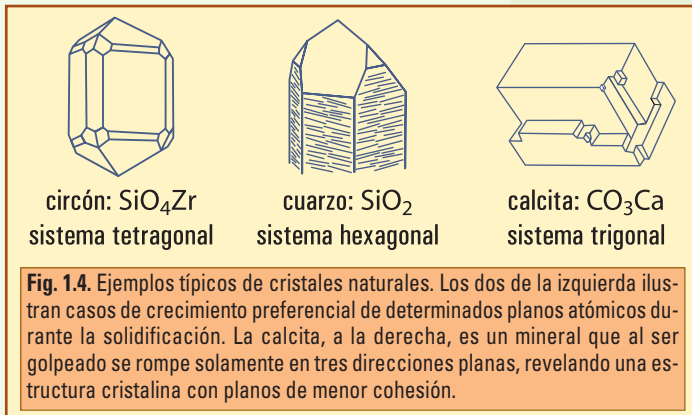 circón: SiO₄Zr
sistema tetragonal
cuarzo: SiO₂
sistema hexagonal
calcita: CO₃Ca
sistema trigonal
Fig. 1.4. Ejemplos típicos de cristales naturales. Los dos de la izquierda ilus-
tran casos de crecimiento preferencial de determinados planos atómicos du-
rante la solidificación. La calcita, a la derecha, es un mineral que al ser
golpeado se rompe solamente en tres direcciones planas, revelando una es-
tructura cristalina con planos de menor cohesión.